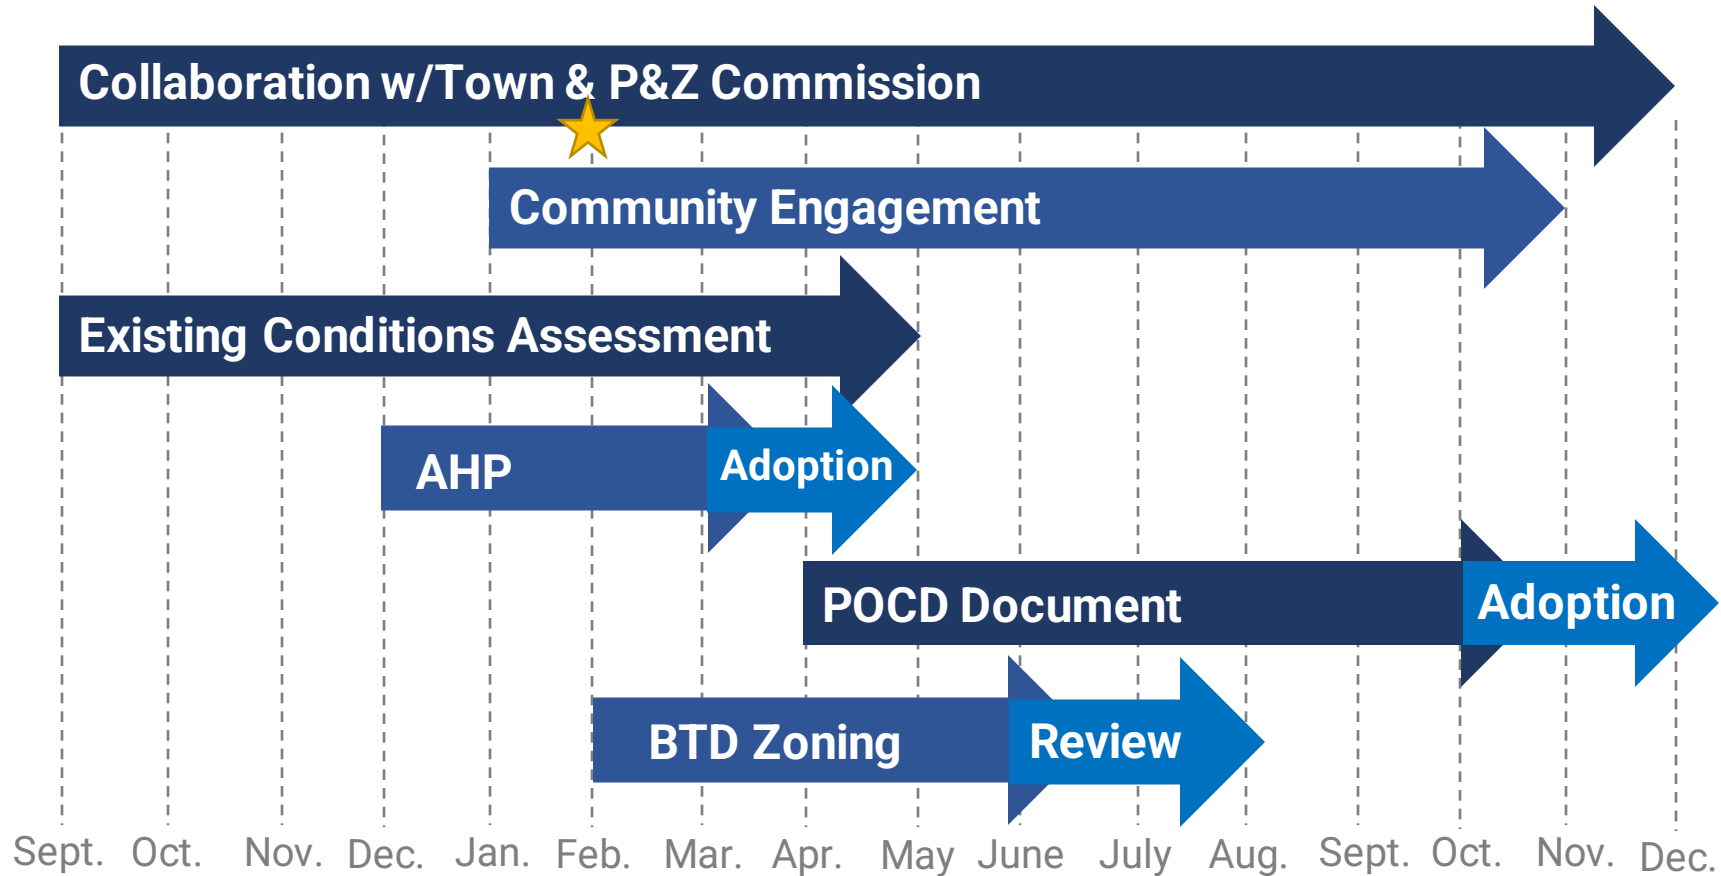 Collaboration w/Town & P&Z Commission
Community Engagement
Existing Conditions Assessment
AHP
Adoption
POCD Document
Adoption
BTD Zoning
Review
Sept. Oct. Nov. Dec. Jan. Feb. Mar. Apr. May June July Aug. Sept. Oct. Nov. Dec.